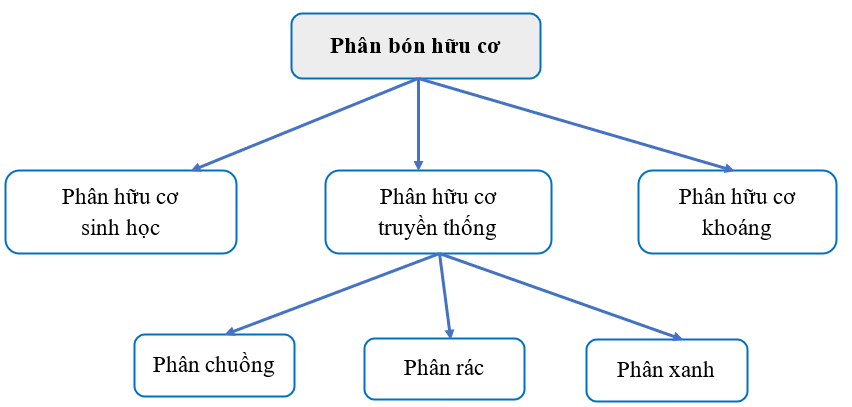 Phân bón hữu cơ
Phân hữu cơ
sinh học
Phân hữu cơ
truyền thống
Phân hữu cơ
khoáng
Phân chuồng
Phân rác
Phân xanh